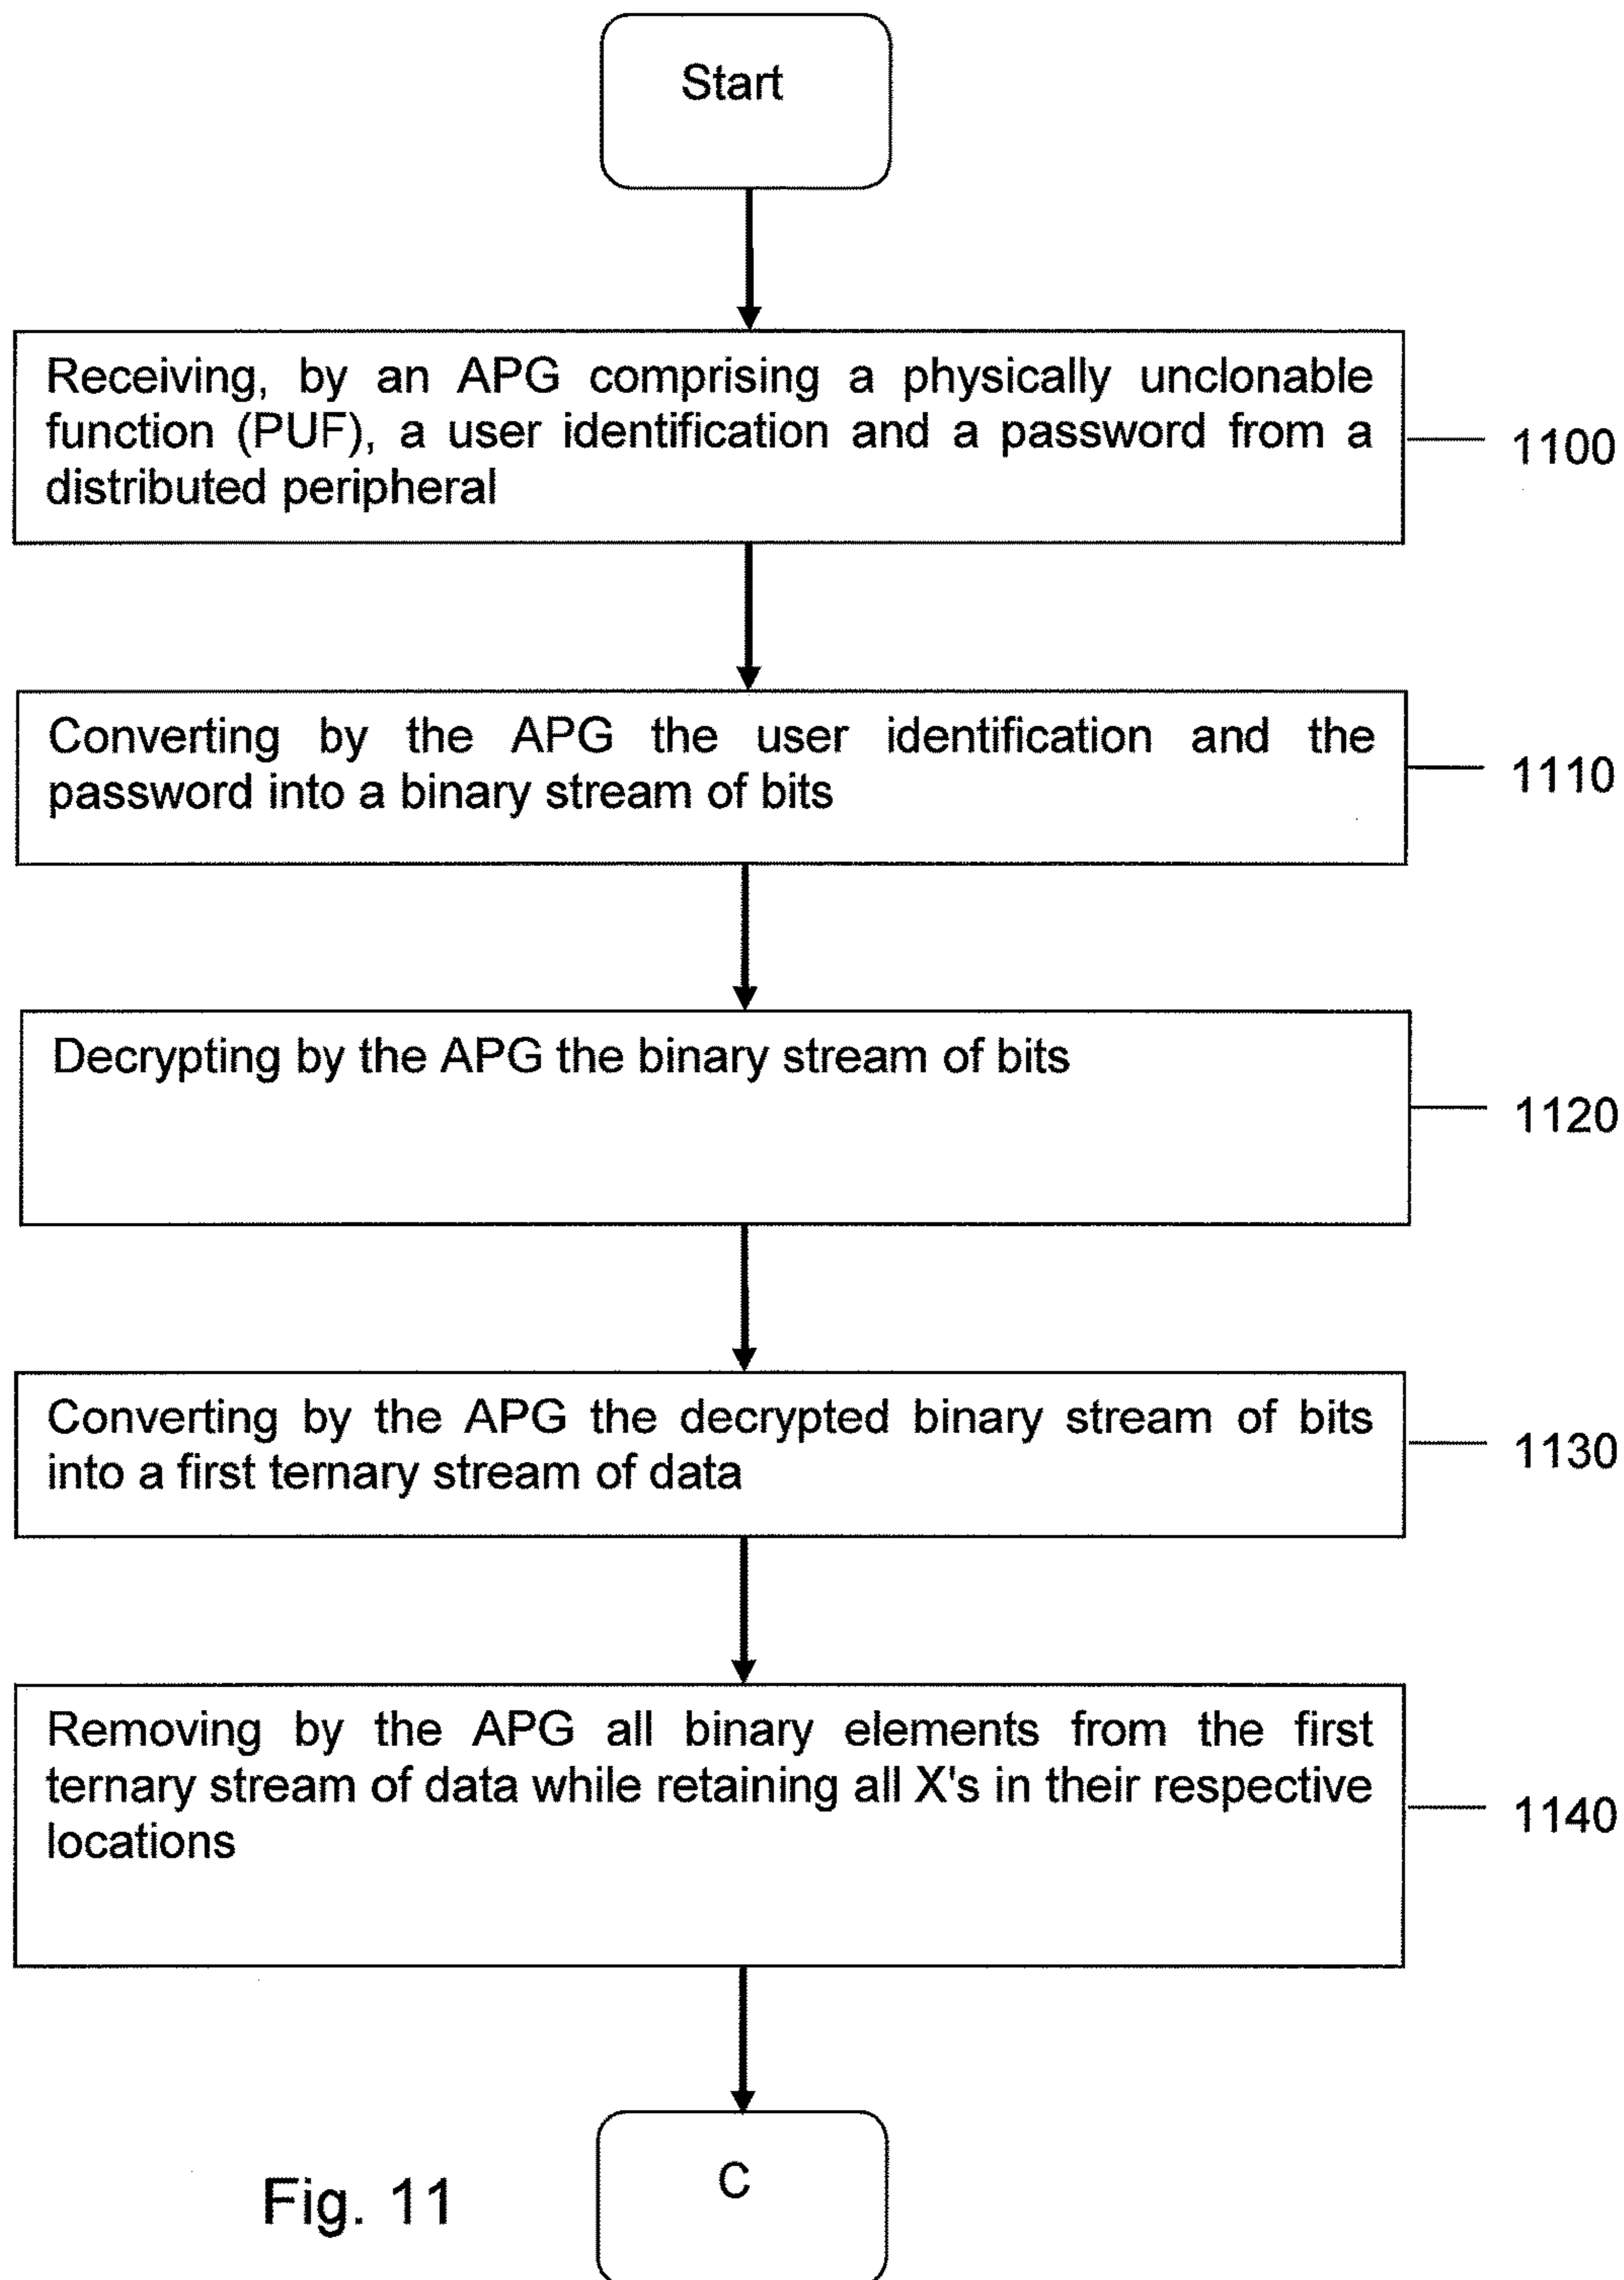 Start
Receiving, by an APG comprising a physically unclonable
function (PUF), a user identification and a password from a
distributed peripheral
1100
Converting by the APG the user identification and the
password into a binary stream of bits
1110
Decrypting by the APG the binary stream of bits
1120
Converting by the APG the decrypted binary stream of bits
into a first ternary stream of data
1130
Removing by the APG all binary elements from the first
ternary stream of data while retaining all X's in their respective
locations
1140
C
Fig. 11